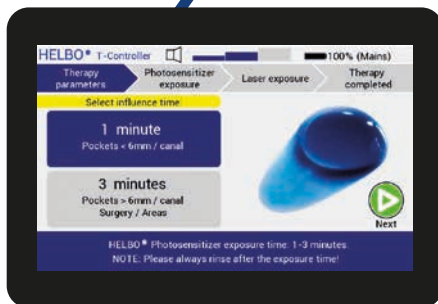 HELBO® T-Controller 100% (Mains)
Therapy parameters
Photosensitizer exposure
Laser exposure
Therapy completed
Select influence time
1 minute
Pockets < 6mm / canal
3 minutes
Pockets > 6mm / canal
Surgery / Areas
Next
HELBO® Photosensitizer exposure time: 1-3 minutes
NOTE: Please always rinse after the exposure time!